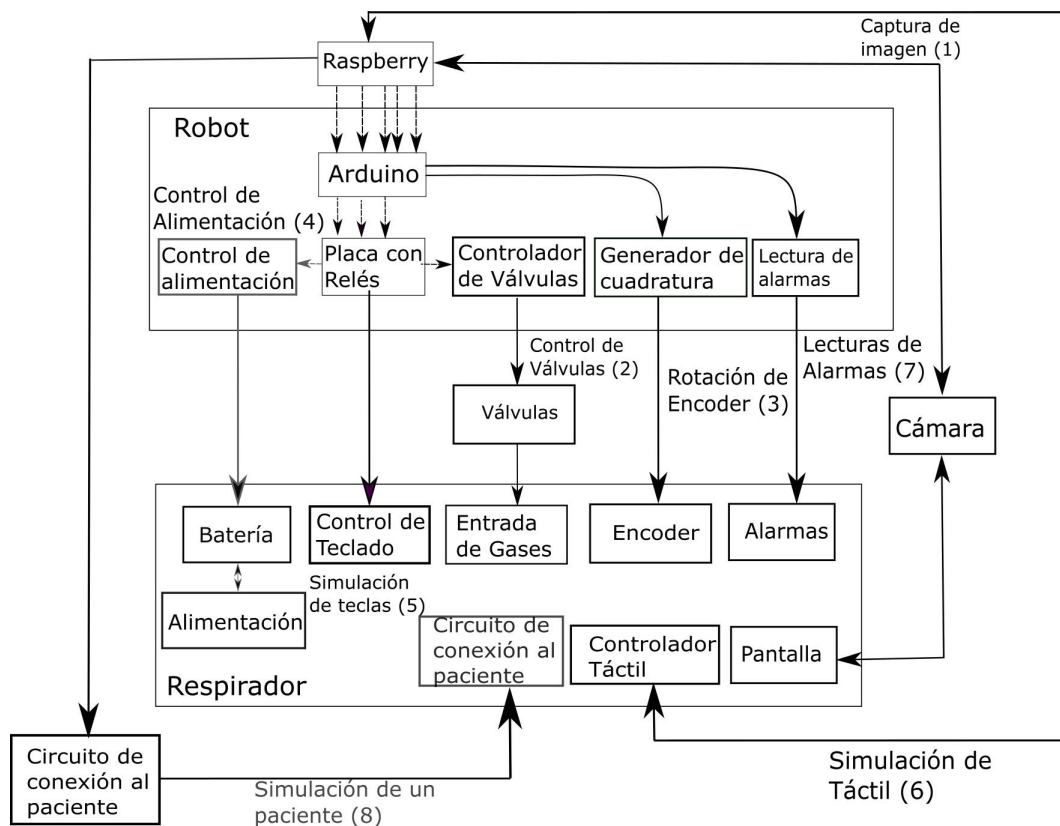 Captura de
imagen (1)
Raspberry
Robot
Arduino
Control de
Alimentación (4)
Control de
alimentación
Placa con
Relés
Controlador
de Válvulas
Generador de
cuadratura
Lectura de
alarmas
Control de
Válvulas (2)
Rotación de
Encoder (3)
Lecturas de
Alarmas (7)
Válvulas
Cámara
Batería
Control de
Teclado
Entrada
de Gases
Encoder
Alarmas
Simulación
de teclas (5)
Alimentación
Circuito de
conexión al
paciente
Controlador
Táctil
Pantalla
Respirador
Circuito de
conexión al
paciente
Simulación de un
paciente (8)
Simulación de
Táctil (6)